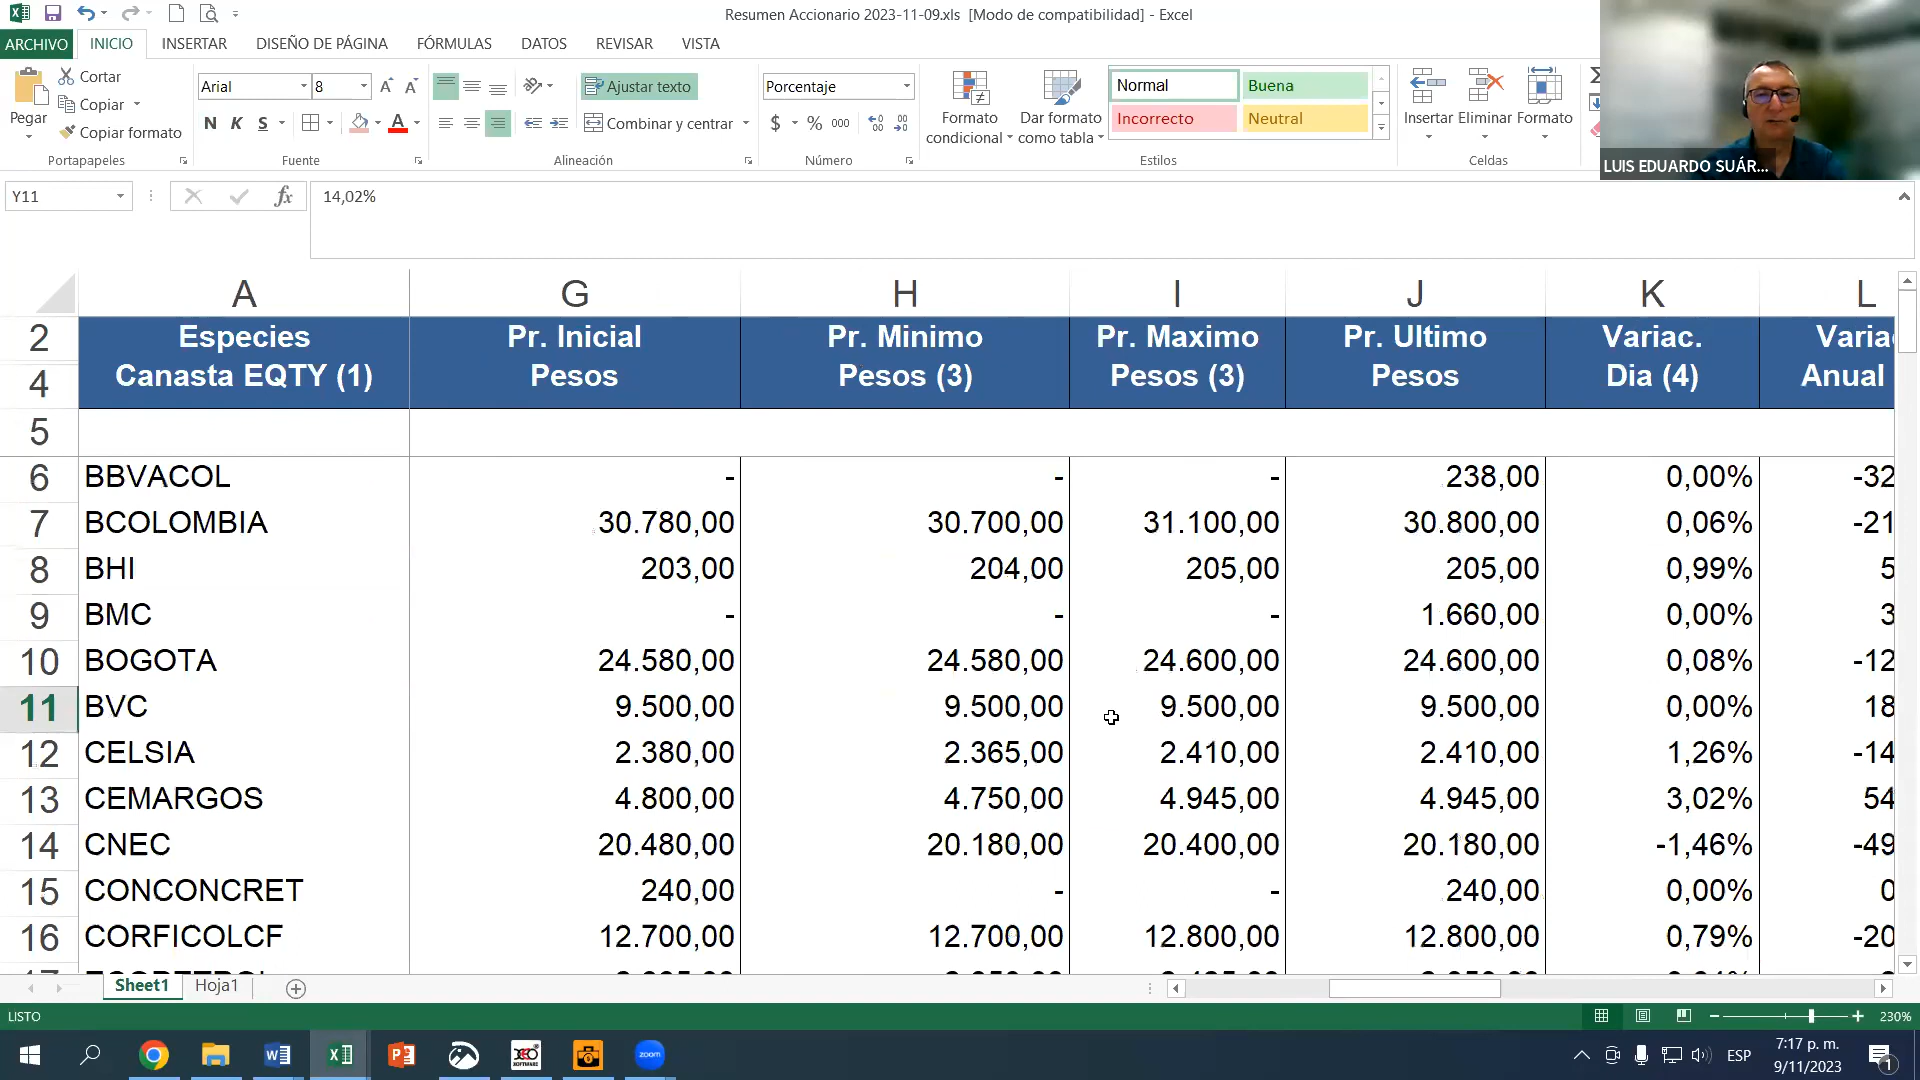 Resumen Accionario 2023-11-09.xls [Modo de compatibilidad] - Excel
ARCHIVO INICIO INSERTAR DISEÑO DE PÁGINA FÓRMULAS DATOS REVISAR VISTA
Pegar
Cortar
Copiar
Copiar formato
Portapapeles
Arial 8
N K S
Fuente
Ajustar texto
Combinar y centrar
Alineación
Porcentaje
$ % 000
Número
Formato condicional
Dar formato como tabla
Normal Buena
Incorrecto Neutral
Estilos
Insertar Eliminar Formato
Celdas
LUIS EDUARDO SUÁR...
Y11 fx 14,02%
A G H I J K L
2 Especies Pr. Inicial Pr. Minimo Pr. Maximo Pr. Ultimo Variac. Varia
4 Canasta EQTY (1) Pesos Pesos (3) Pesos (3) Pesos Dia (4) Anual
5
6 BBVACOL - - - 238,00 0,00% -32
7 BCOLOMBIA 30.780,00 30.700,00 31.100,00 30.800,00 0,06% -21
8 BHI 203,00 204,00 205,00 205,00 0,99% 5
9 BMC - - - 1.660,00 0,00% 3
10 BOGOTA 24.580,00 24.580,00 24.600,00 24.600,00 0,08% -12
11 BVC 9.500,00 9.500,00 9.500,00 9.500,00 0,00% 18
12 CELSIA 2.380,00 2.365,00 2.410,00 2.410,00 1,26% -14
13 CEMARGOS 4.800,00 4.750,00 4.945,00 4.945,00 3,02% 54
14 CNEC 20.480,00 20.180,00 20.400,00 20.180,00 -1,46% -49
15 CONCONCRET 240,00 - - 240,00 0,00% 0
16 CORFICOLCF 12.700,00 12.700,00 12.800,00 12.800,00 0,79% -20
Sheet1 Hoja1
LISTO 230%
zoom
ESP
7:17 p. m.
9/11/2023
1